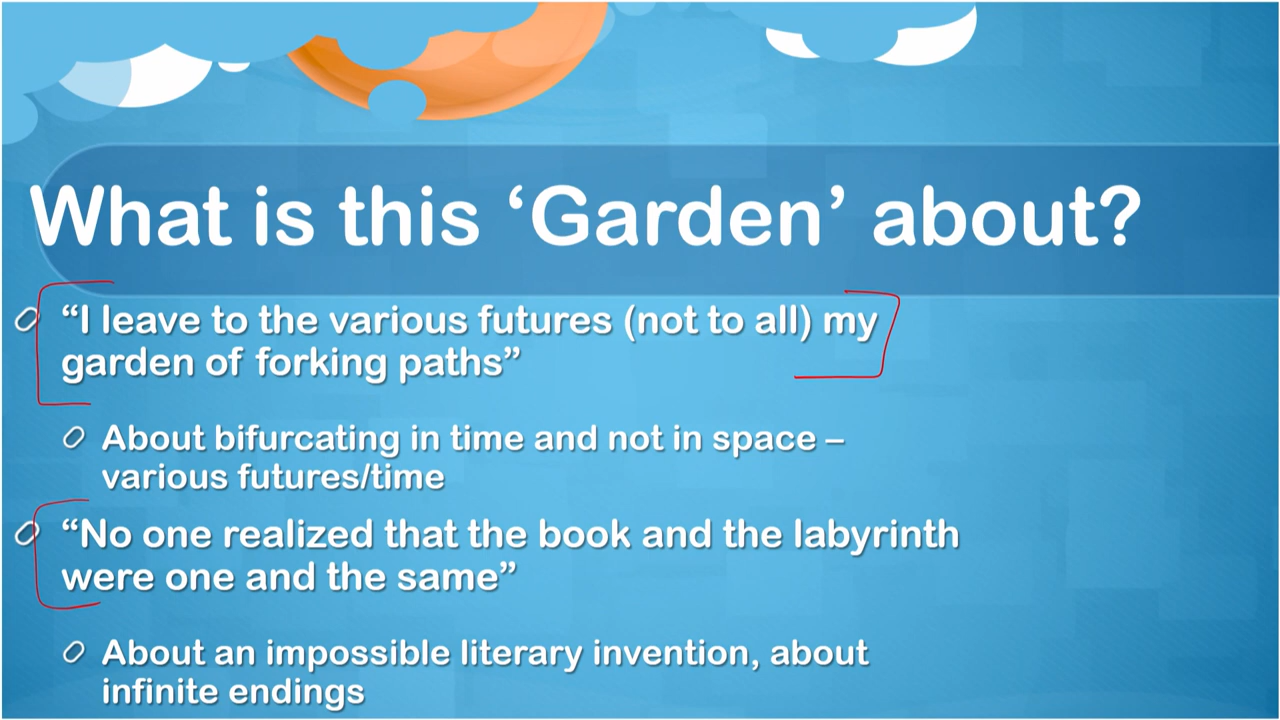 What is this ‘Garden’ about?
“I leave to the various futures (not to all) my
garden of forking paths”
About bifurcating in time and not in space –
various futures/time
“No one realized that the book and the labyrinth
were one and the same”
About an impossible literary invention, about
infinite endings